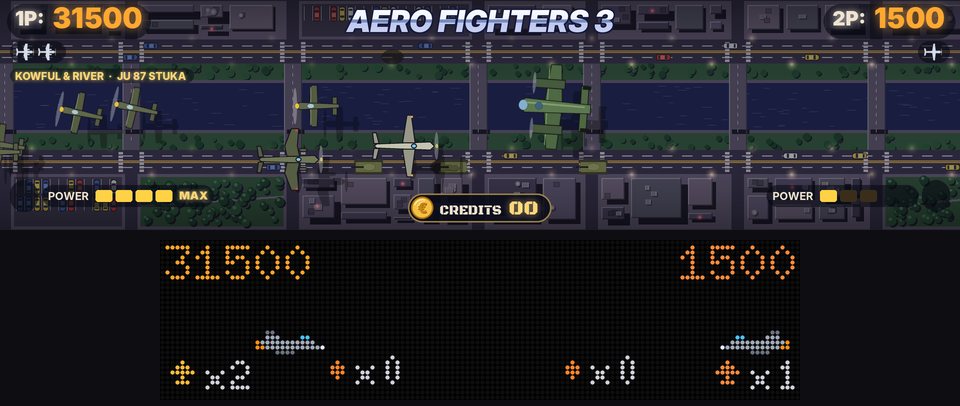 1P: 31500
AERO FIGHTERS 3
2P: 1500
KOWFUL & RIVER · JU 87 STUKA
POWER MAX
POWER
CREDITS 00
31500
1500
x2
x0
x0
x1